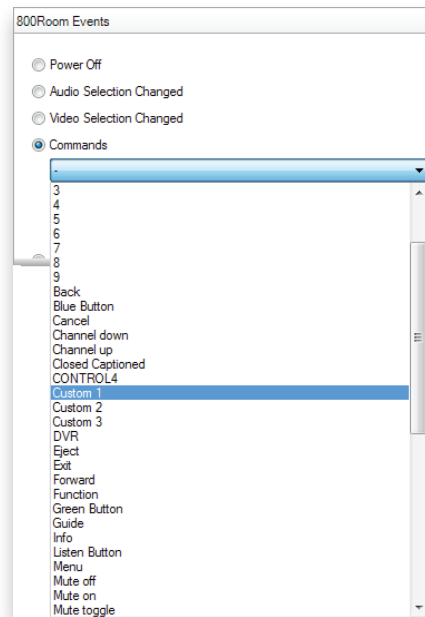 800Room Events
Power Off
Audio Selection Changed
Video Selection Changed
Commands
-
3
4
5
6
7
8
9
Back
Blue Button
Cancel
Channel down
Channel up
Closed Captioned
CONTROL4
Custom 1
Custom 2
Custom 3
DVR
Eject
Exit
Forward
Function
Green Button
Guide
Info
Listen Button
Menu
Mute off
Mute on
Mute toggle